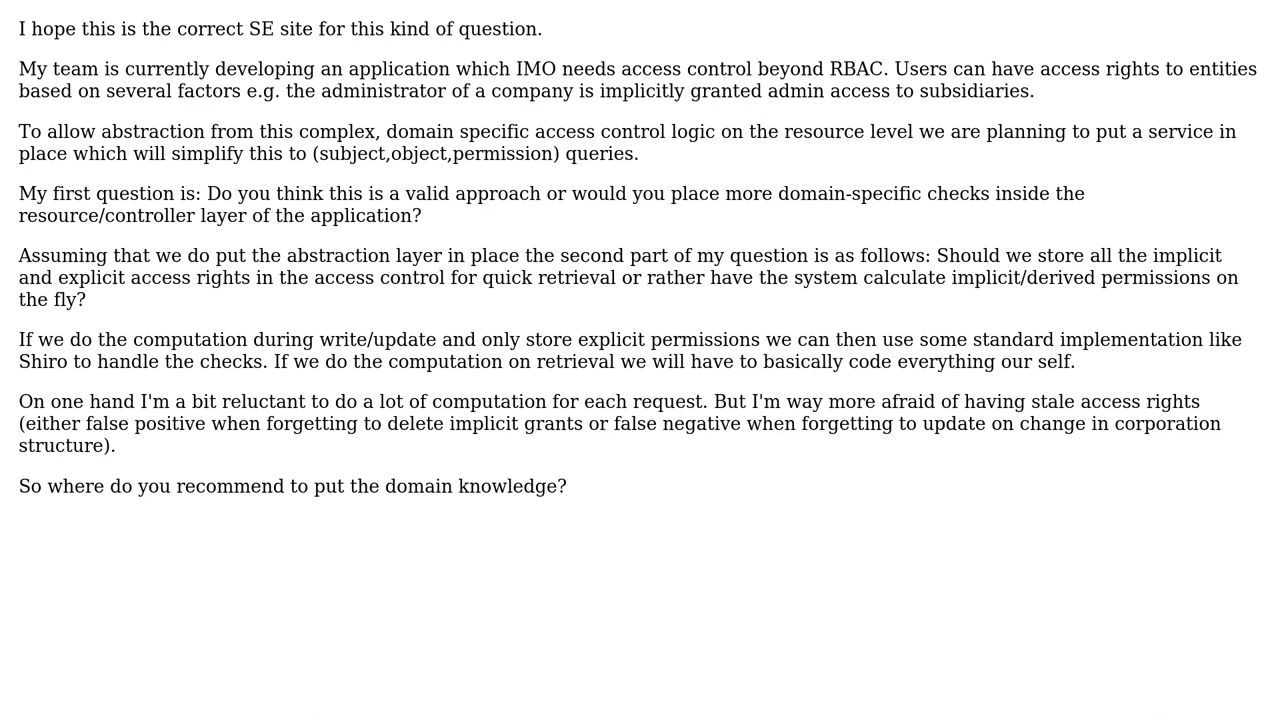 I hope this is the correct SE site for this kind of question.
My team is currently developing an application which IMO needs access control beyond RBAC. Users can have access rights to entities
based on several factors e.g. the administrator of a company is implicitly granted admin access to subsidiaries.
To allow abstraction from this complex, domain specific access control logic on the resource level we are planning to put a service in
place which will simplify this to (subject,object,permission) queries.
My first question is: Do you think this is a valid approach or would you place more domain-specific checks inside the
resource/controller layer of the application?
Assuming that we do put the abstraction layer in place the second part of my question is as follows: Should we store all the implicit
and explicit access rights in the access control for quick retrieval or rather have the system calculate implicit/derived permissions on
the fly?
If we do the computation during write/update and only store explicit permissions we can then use some standard implementation like
Shiro to handle the checks. If we do the computation on retrieval we will have to basically code everything our self.
On one hand I'm a bit reluctant to do a lot of computation for each request. But I'm way more afraid of having stale access rights
(either false positive when forgetting to delete implicit grants or false negative when forgetting to update on change in corporation
structure).
So where do you recommend to put the domain knowledge?